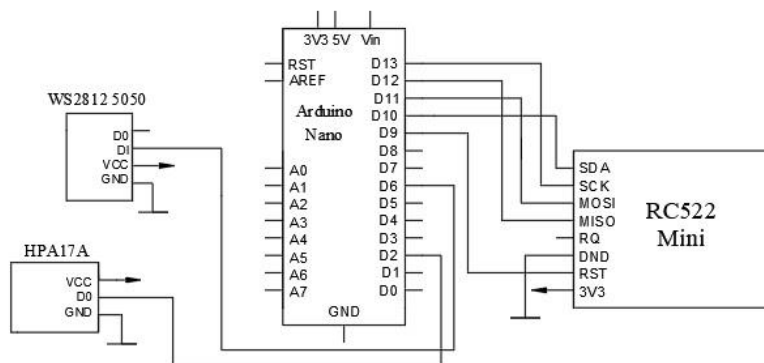 3V3 5V Vin
RST
AREF
Arduino
Nano
A0
A1
A2
A3
A4
A5
A6
A7
D13
D12
D11
D10
D9
D8
D7
D6
D5
D4
D3
D2
D1
D0
GND
WS2812 5050
D0
DI
VCC
GND
HPA17A
VCC
D0
GND
SDA
SCK
MOSI
MISO
RQ
DND
RST
3V3
RC522
Mini